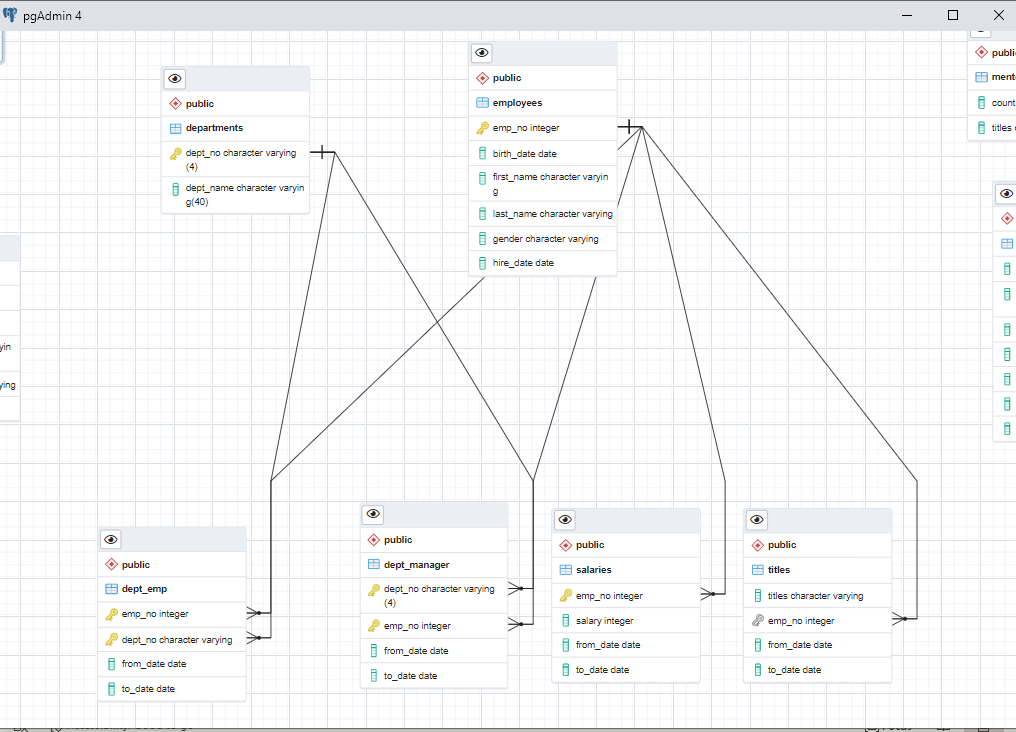 pgAdmin 4
public
departments
dept_no character varying
(4)
dept_name character varyin
g(40)
public
employees
emp_no integer
birth_date date
first_name character varyin
g
last_name character varying
gender character varying
hire_date date
publi
ment
count
titles c
yin
ying
public
dept_emp
emp_no integer
dept_no character varying
from_date date
to_date date
public
dept_manager
dept_no character varying
(4)
emp_no integer
from_date date
to_date date
public
salaries
emp_no integer
salary integer
from_date date
to_date date
public
titles
titles character varying
emp_no integer
from_date date
to_date date